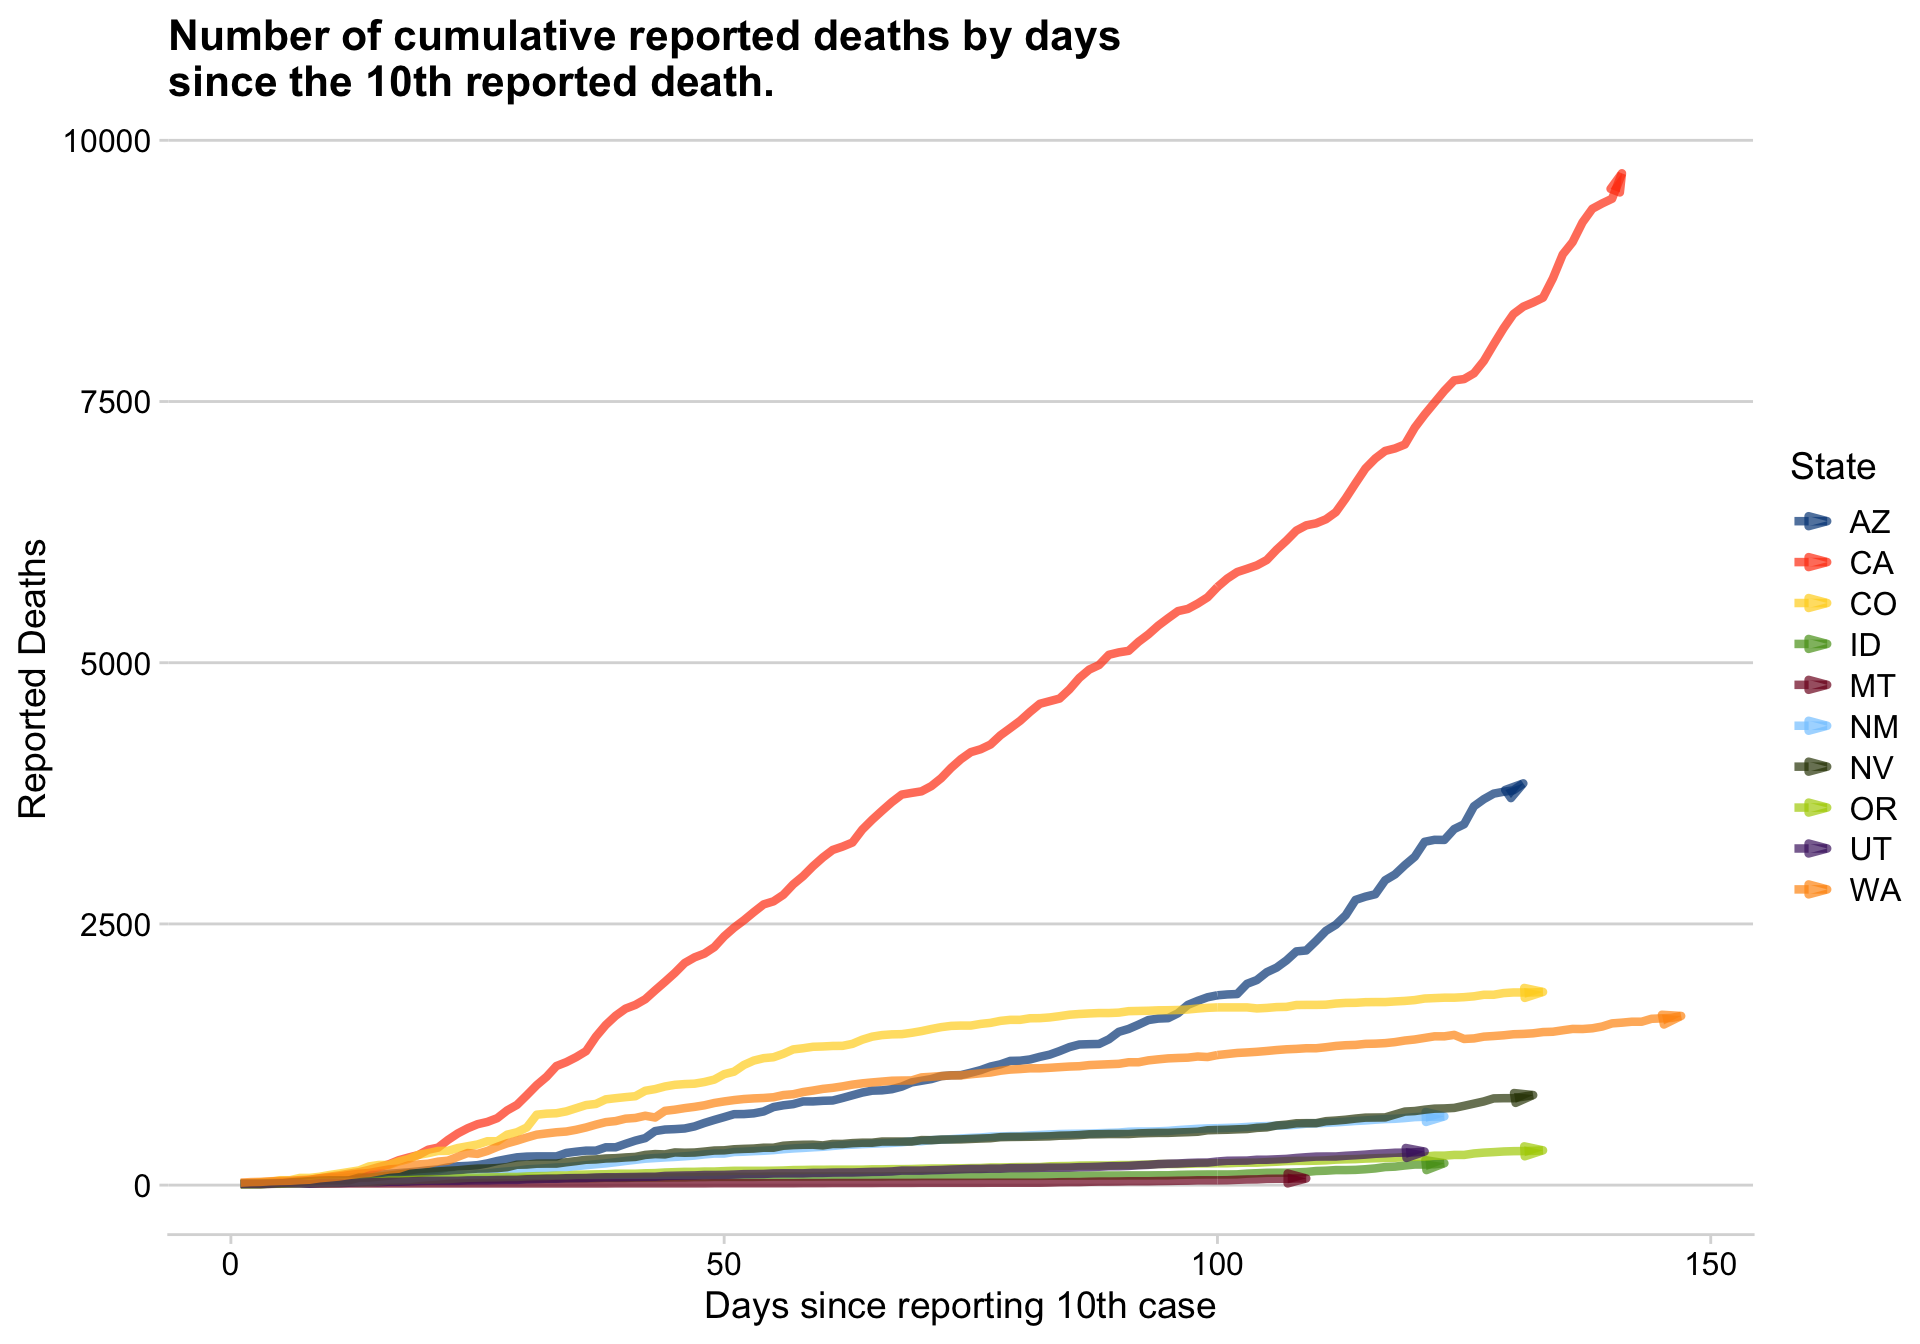 Number of cumulative reported deaths by days
since the 10th reported death.
10000
7500
5000
2500
0
Reported Deaths
0 50 100 150
Days since reporting 10th case
State
AZ
CA
CO
ID
MT
NM
NV
OR
UT
WA